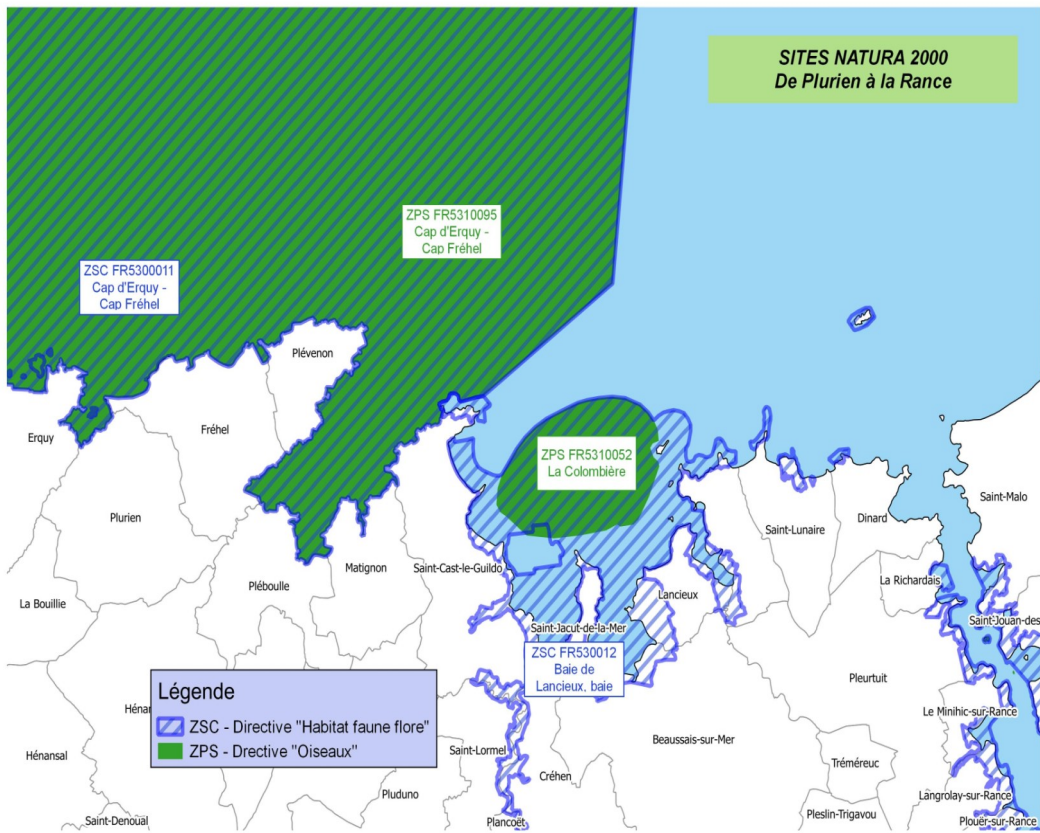 SITES NATURA 2000
De Plurien à la Rance
ZPS FR5310095
Cap d'Erquy -
Cap Fréhel
ZSC FR5300011
Cap d'Erquy -
Cap Fréhel
Plévenon
Erquy
Fréhel
ZPS FR5310052
La Colombière
Saint-Malo
Plurien
Saint-Lunaire
Dinard
Matignon
Saint-Cast-le-Guildo
La Richardais
Pléboulle
Lancieux
La Bouillie
Saint-Jacut-de-la-Mer
Saint-Jouan-des
ZSC FR530012
Baie de
Lancieux, baie
Pleurtuit
Légende
ZSC - Directive "Habitat faune flore"
ZPS - Drective "Oiseaux"
Héna
Le Minihic-sur-Rance
Hénansal
Saint-Lormel
Beaussais-sur-Mer
Tréméreuc
Créhen
Pluduno
Langrolay-sur-Rance
Pleslin-Trigavou
Saint-Denoual
Plancoët
Plouër-sur-Rance